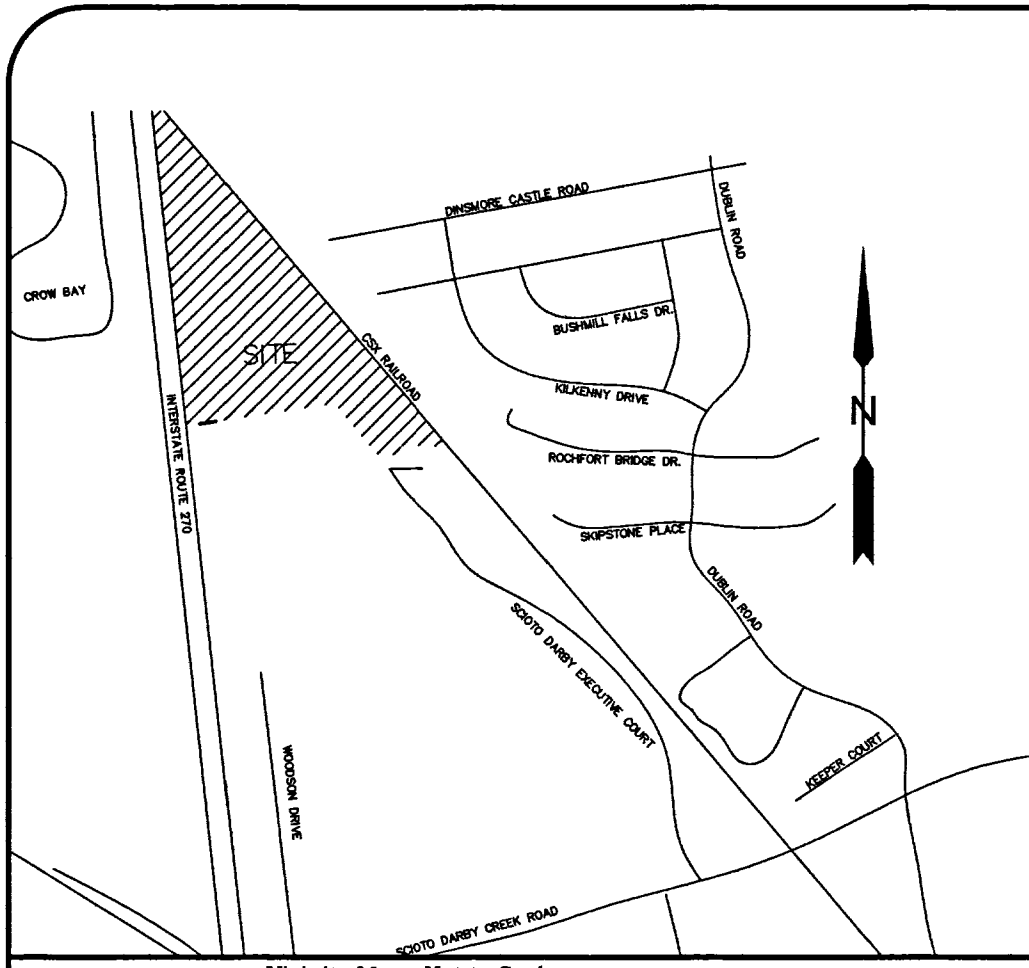 DINSMORE CASTLE ROAD
DUBLIN ROAD
CROW BAY
BUSHMILL FALLS DR.
SITE
CSX RAILROAD
KILKENNY DRIVE
INTERSTATE ROUTE 270
N
ROCHFORT BRIDGE DR.
SKIPSTONE PLACE
DUBLIN ROAD
SCIOTO DARBY EXECUTIVE COURT
WOODSON DRIVE
KEEPER COURT
SCIOTO DARBY CREEK ROAD